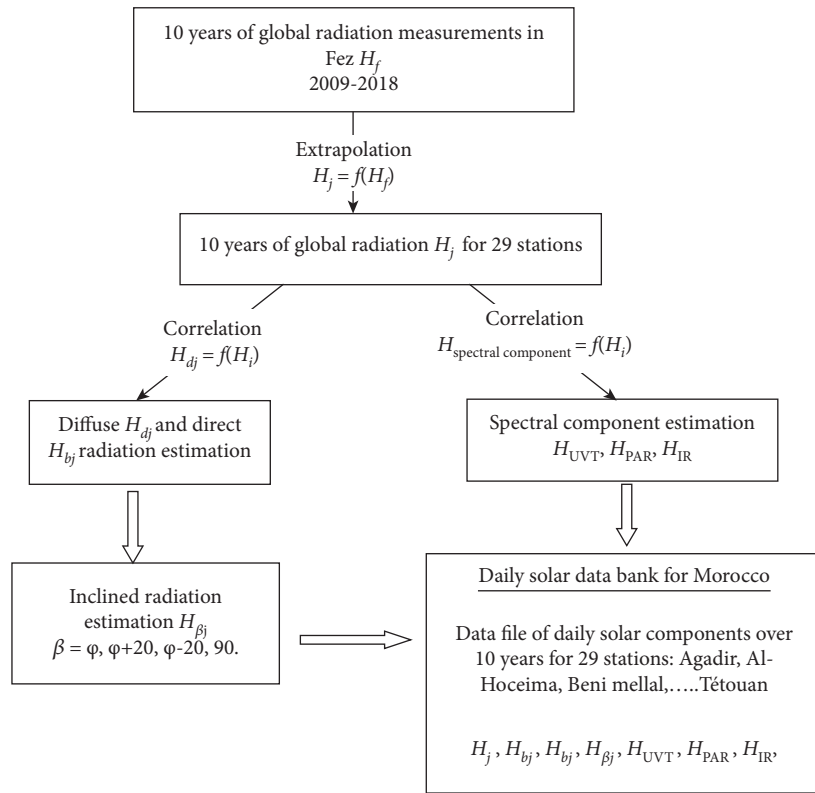 10 years of global radiation measurements in
Fez H_f
2009-2018
Extrapolation
H_j = f(H_f)
10 years of global radiation H_j for 29 stations
Correlation
H_dj = f(H_i)
Correlation
H_spectral component = f(H_i)
Diffuse H_dj and direct
H_bj radiation estimation
Spectral component estimation
H_UVT, H_PAR, H_IR
Inclined radiation
estimation H_βj
β = φ, φ+20, φ-20, 90.
Daily solar data bank for Morocco
Data file of daily solar components over
10 years for 29 stations: Agadir, Al-
Hoceima, Beni mellal,.....Tétouan
H_j , H_bj, H_bj, H_βj, H_UVT, H_PAR, H_IR,